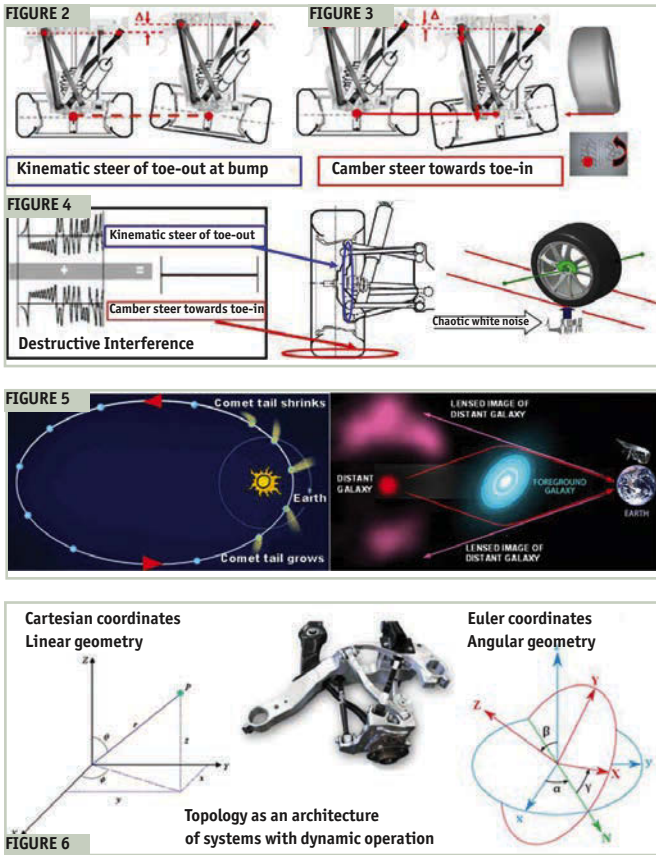 FIGURE 2
FIGURE 3
Δ
Δ
Kinematic steer of toe-out at bump
Camber steer towards toe-in
FIGURE 4
Kinematic steer of toe-out
+
=
Camber steer towards toe-in
Destructive Interference
Chaotic white noise
FIGURE 5
Comet tail shrinks
Earth
Comet tail grows
LENSED IMAGE OF
DISTANT GALAXY
DISTANT
GALAXY
FOREGROUND
GALAXY
EARTH
LENSED IMAGE OF
DISTANT GALAXY
Cartesian coordinates
Linear geometry
Euler coordinates
Angular geometry
Z
P
r
z
Y
x
y
Topology as an architecture
of systems with dynamic operation
Z
Y
β
X
y
α
γ
x
N
FIGURE 6